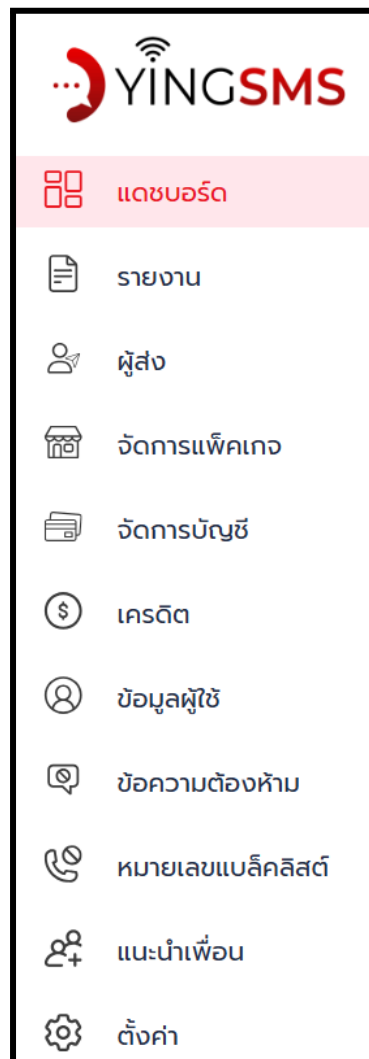 YINGSMS
แดชบอร์ด
รายงาน
ผู้ส่ง
จัดการแพ็คเกจ
จัดการบัญชี
เครดิต
ข้อมูลผู้ใช้
ข้อความต้องห้าม
หมายเลขแบล็คลิสต์
แนะนำเพื่อน
ตั้งค่า